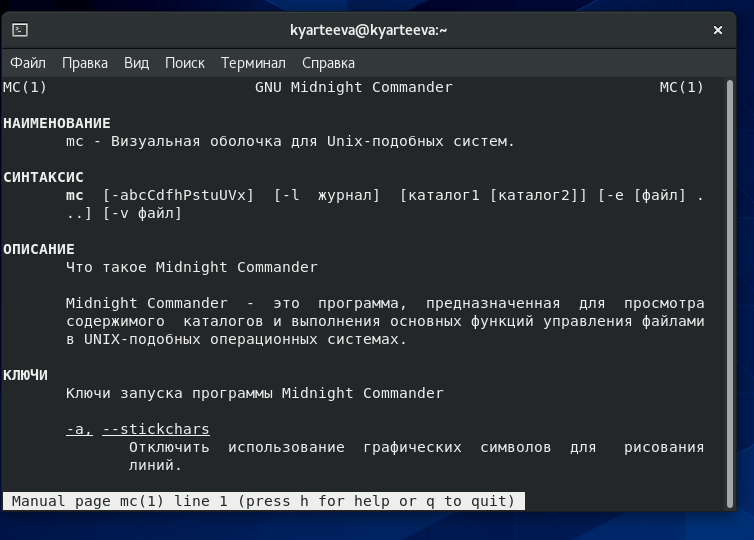 kyarteeva@kyarteeva:~
Файл Правка Вид Поиск Терминал Справка
MC(1) GNU Midnight Commander MC(1)
НАИМЕНОВАНИЕ
mc - Визуальная оболочка для Unix-подобных систем.
СИНТАКСИС
mc [-abcCdfhPstuUVx] [-l журнал] [каталог1 [каталог2]] [-e [файл] .
..] [-v файл]
ОПИСАНИЕ
Что такое Midnight Commander
Midnight Commander - это программа, предназначенная для просмотра
содержимого каталогов и выполнения основных функций управления файлами
в UNIX-подобных операционных системах.
КЛЮЧИ
Ключи запуска программы Midnight Commander
-a, --stickchars
Отключить использование графических символов для рисования
линий.
Manual page mc(1) line 1 (press h for help or q to quit)